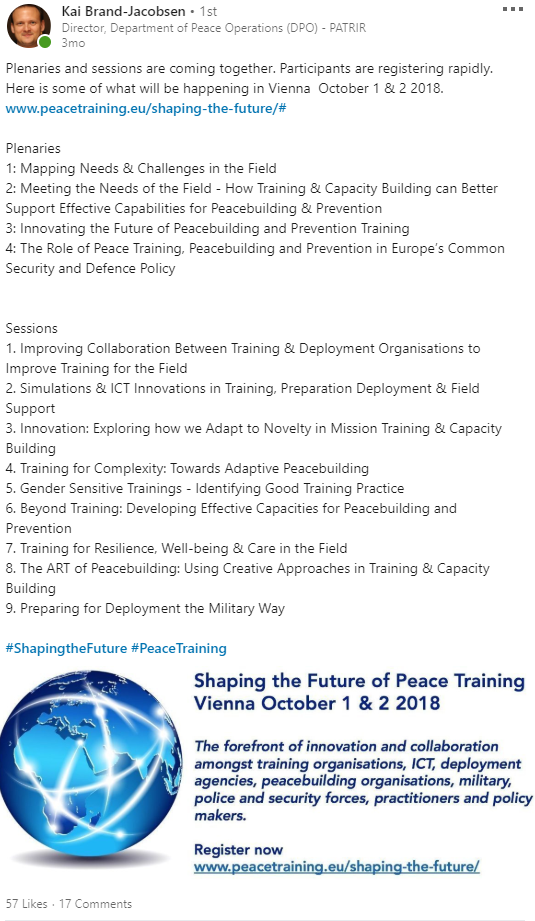 Kai Brand-Jacobsen • 1st
Director, Department of Peace Operations (DPO) - PATRIR
3mo
Plenaries and sessions are coming together. Participants are registering rapidly.
Here is some of what will be happening in Vienna October 1 & 2 2018.
www.peacetraining.eu/shaping-the-future/#
Plenaries
1: Mapping Needs & Challenges in the Field
2: Meeting the Needs of the Field - How Training & Capacity Building can Better
Support Effective Capabilities for Peacebuilding & Prevention
3: Innovating the Future of Peacebuilding and Prevention Training
4: The Role of Peace Training, Peacebuilding and Prevention in Europe's Common
Security and Defence Policy
Sessions
1. Improving Collaboration Between Training & Deployment Organisations to
Improve Training for the Field
2. Simulations & ICT Innovations in Training, Preparation Deployment & Field
Support
3. Innovation: Exploring how we Adapt to Novelty in Mission Training & Capacity
Building
4. Training for Complexity: Towards Adaptive Peacebuilding
5. Gender Sensitive Trainings - Identifying Good Training Practice
6. Beyond Training: Developing Effective Capacities for Peacebuilding and
Prevention
7. Training for Resilience, Well-being & Care in the Field
8. The ART of Peacebuilding: Using Creative Approaches in Training & Capacity
Building
9. Preparing for Deployment the Military Way
#ShapingtheFuture #PeaceTraining
Shaping the Future of Peace Training
Vienna October 1 & 2 2018
The forefront of innovation and collaboration
amongst training organisations, ICT, deployment
agencies, peacebuilding organisations, military,
police and security forces, practitioners and policy
makers.
Register now
www.peacetraining.eu/shaping-the-future/
57 Likes · 17 Comments